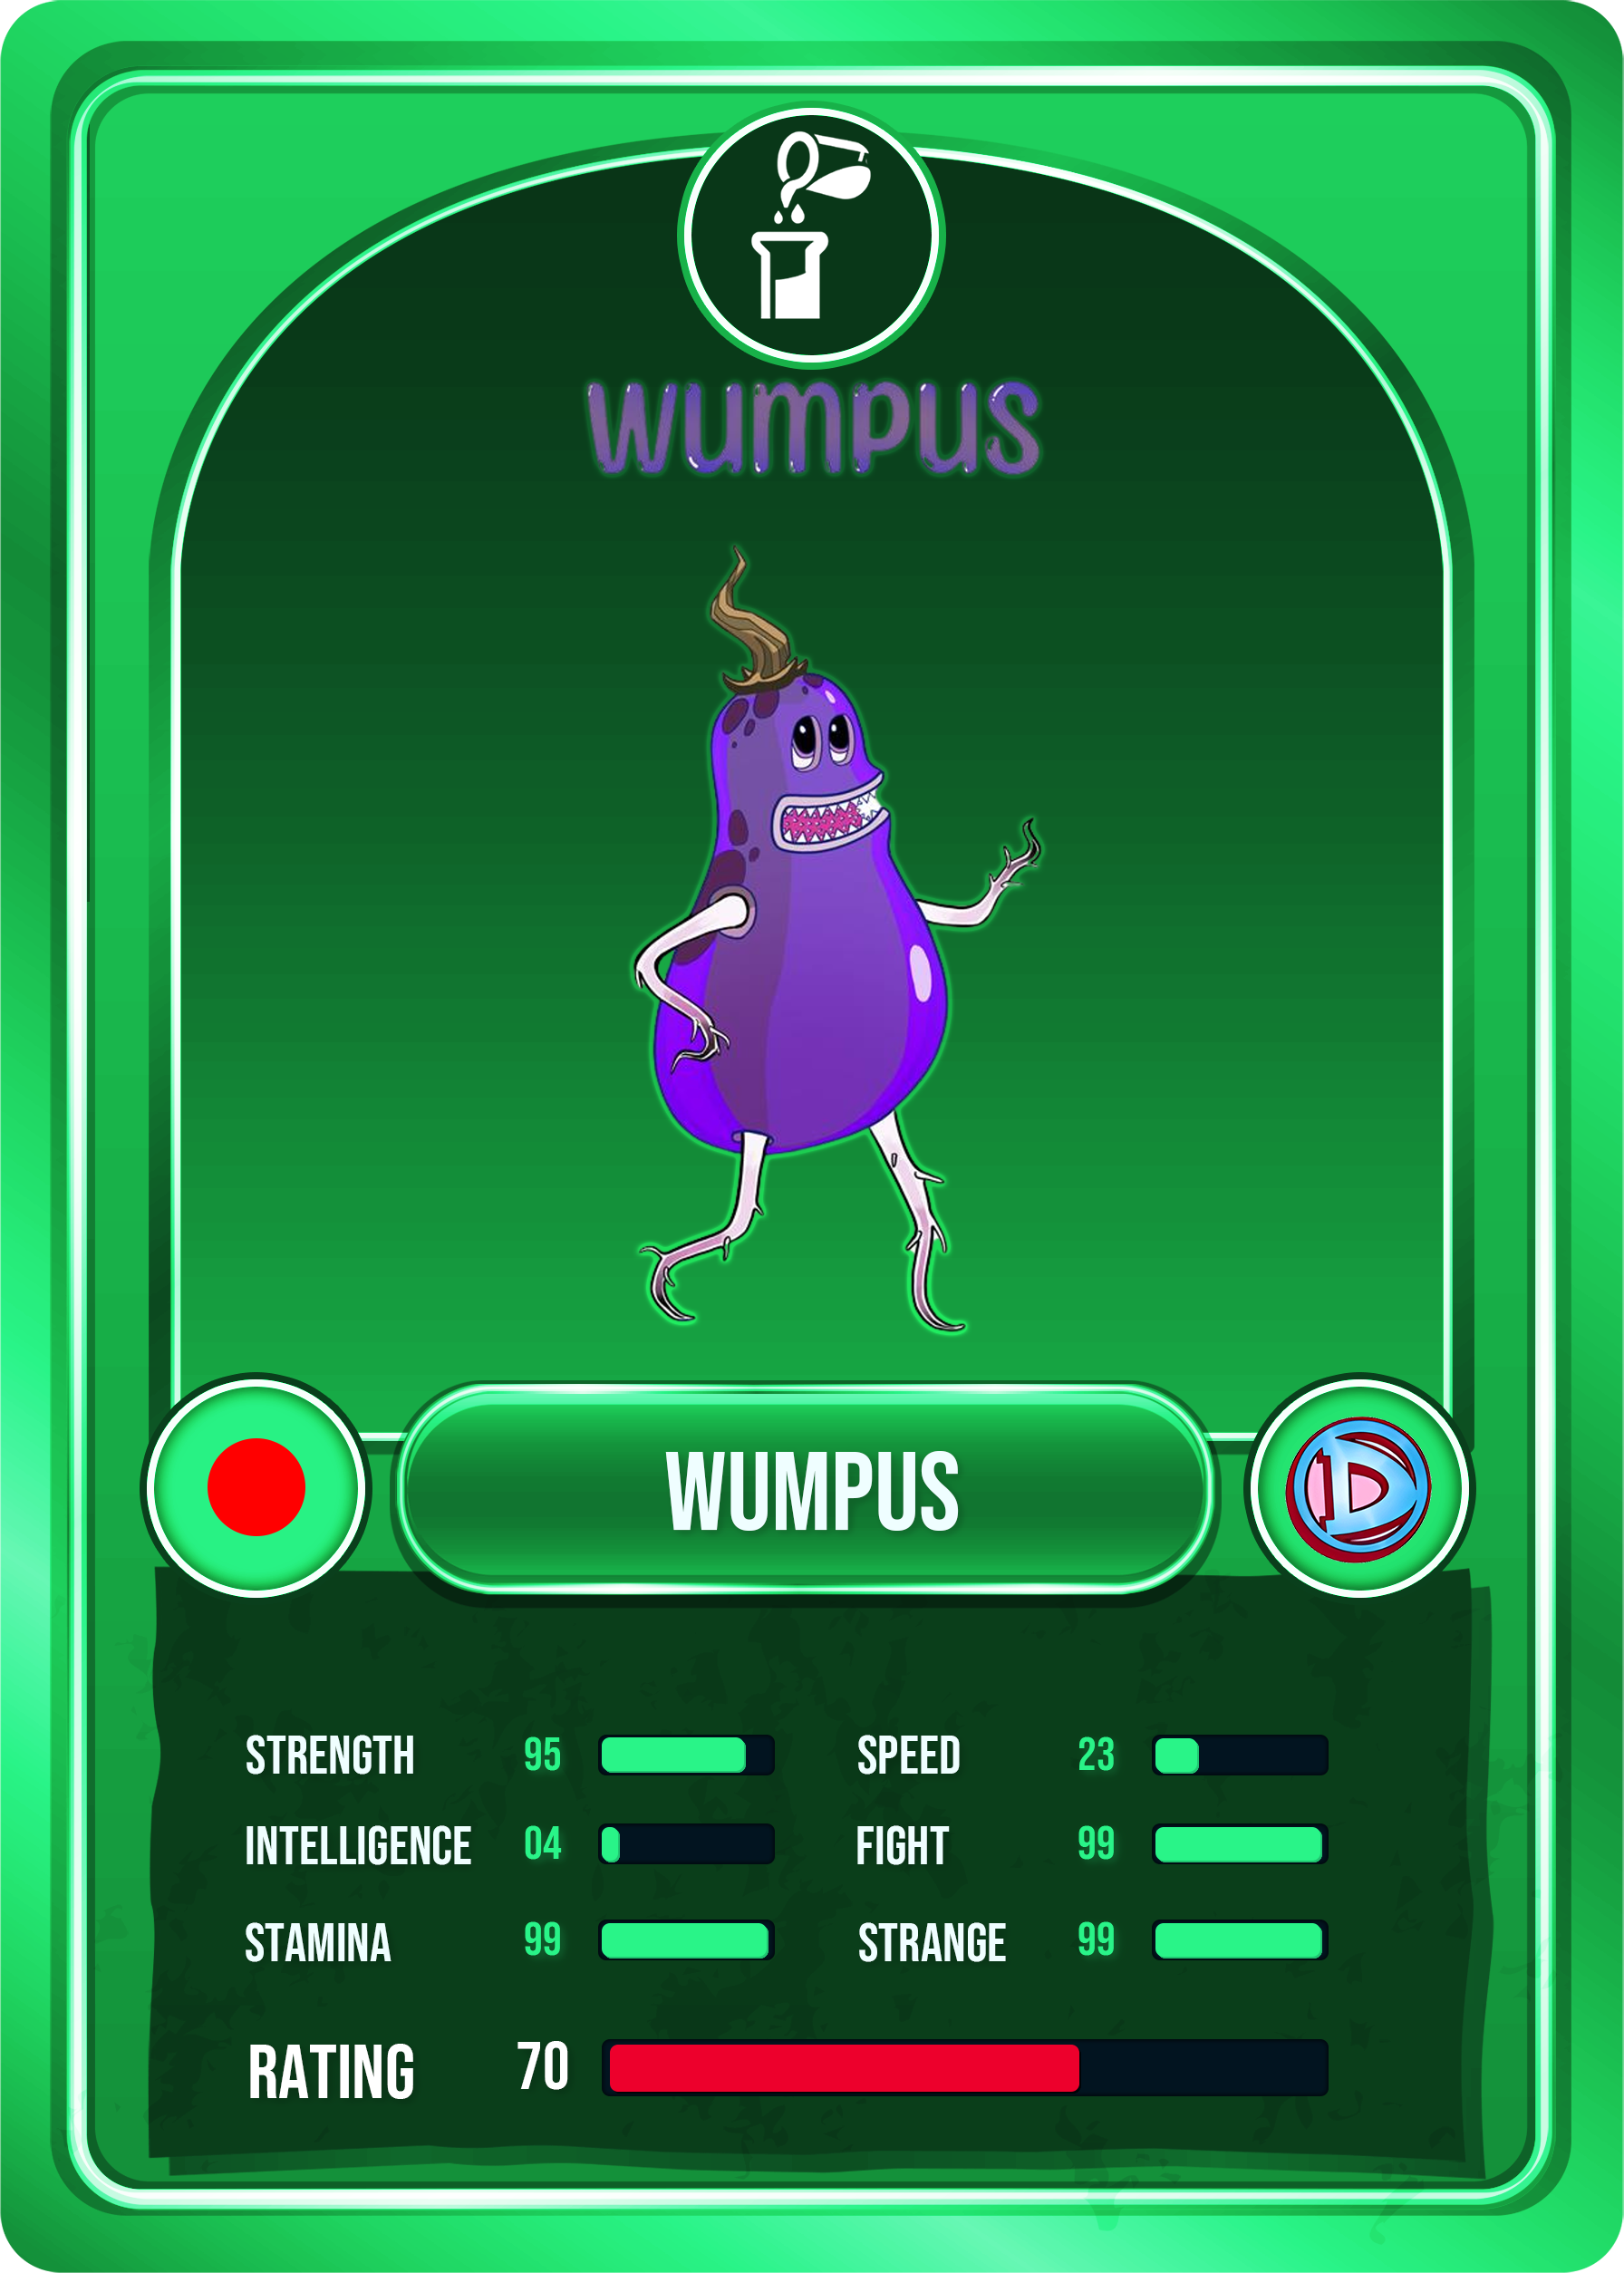 wumpus
WUMPUS
D
STRENGTH 95 SPEED 23
INTELLIGENCE 04 FIGHT 99
STAMINA 99 STRANGE 99
RATING 70